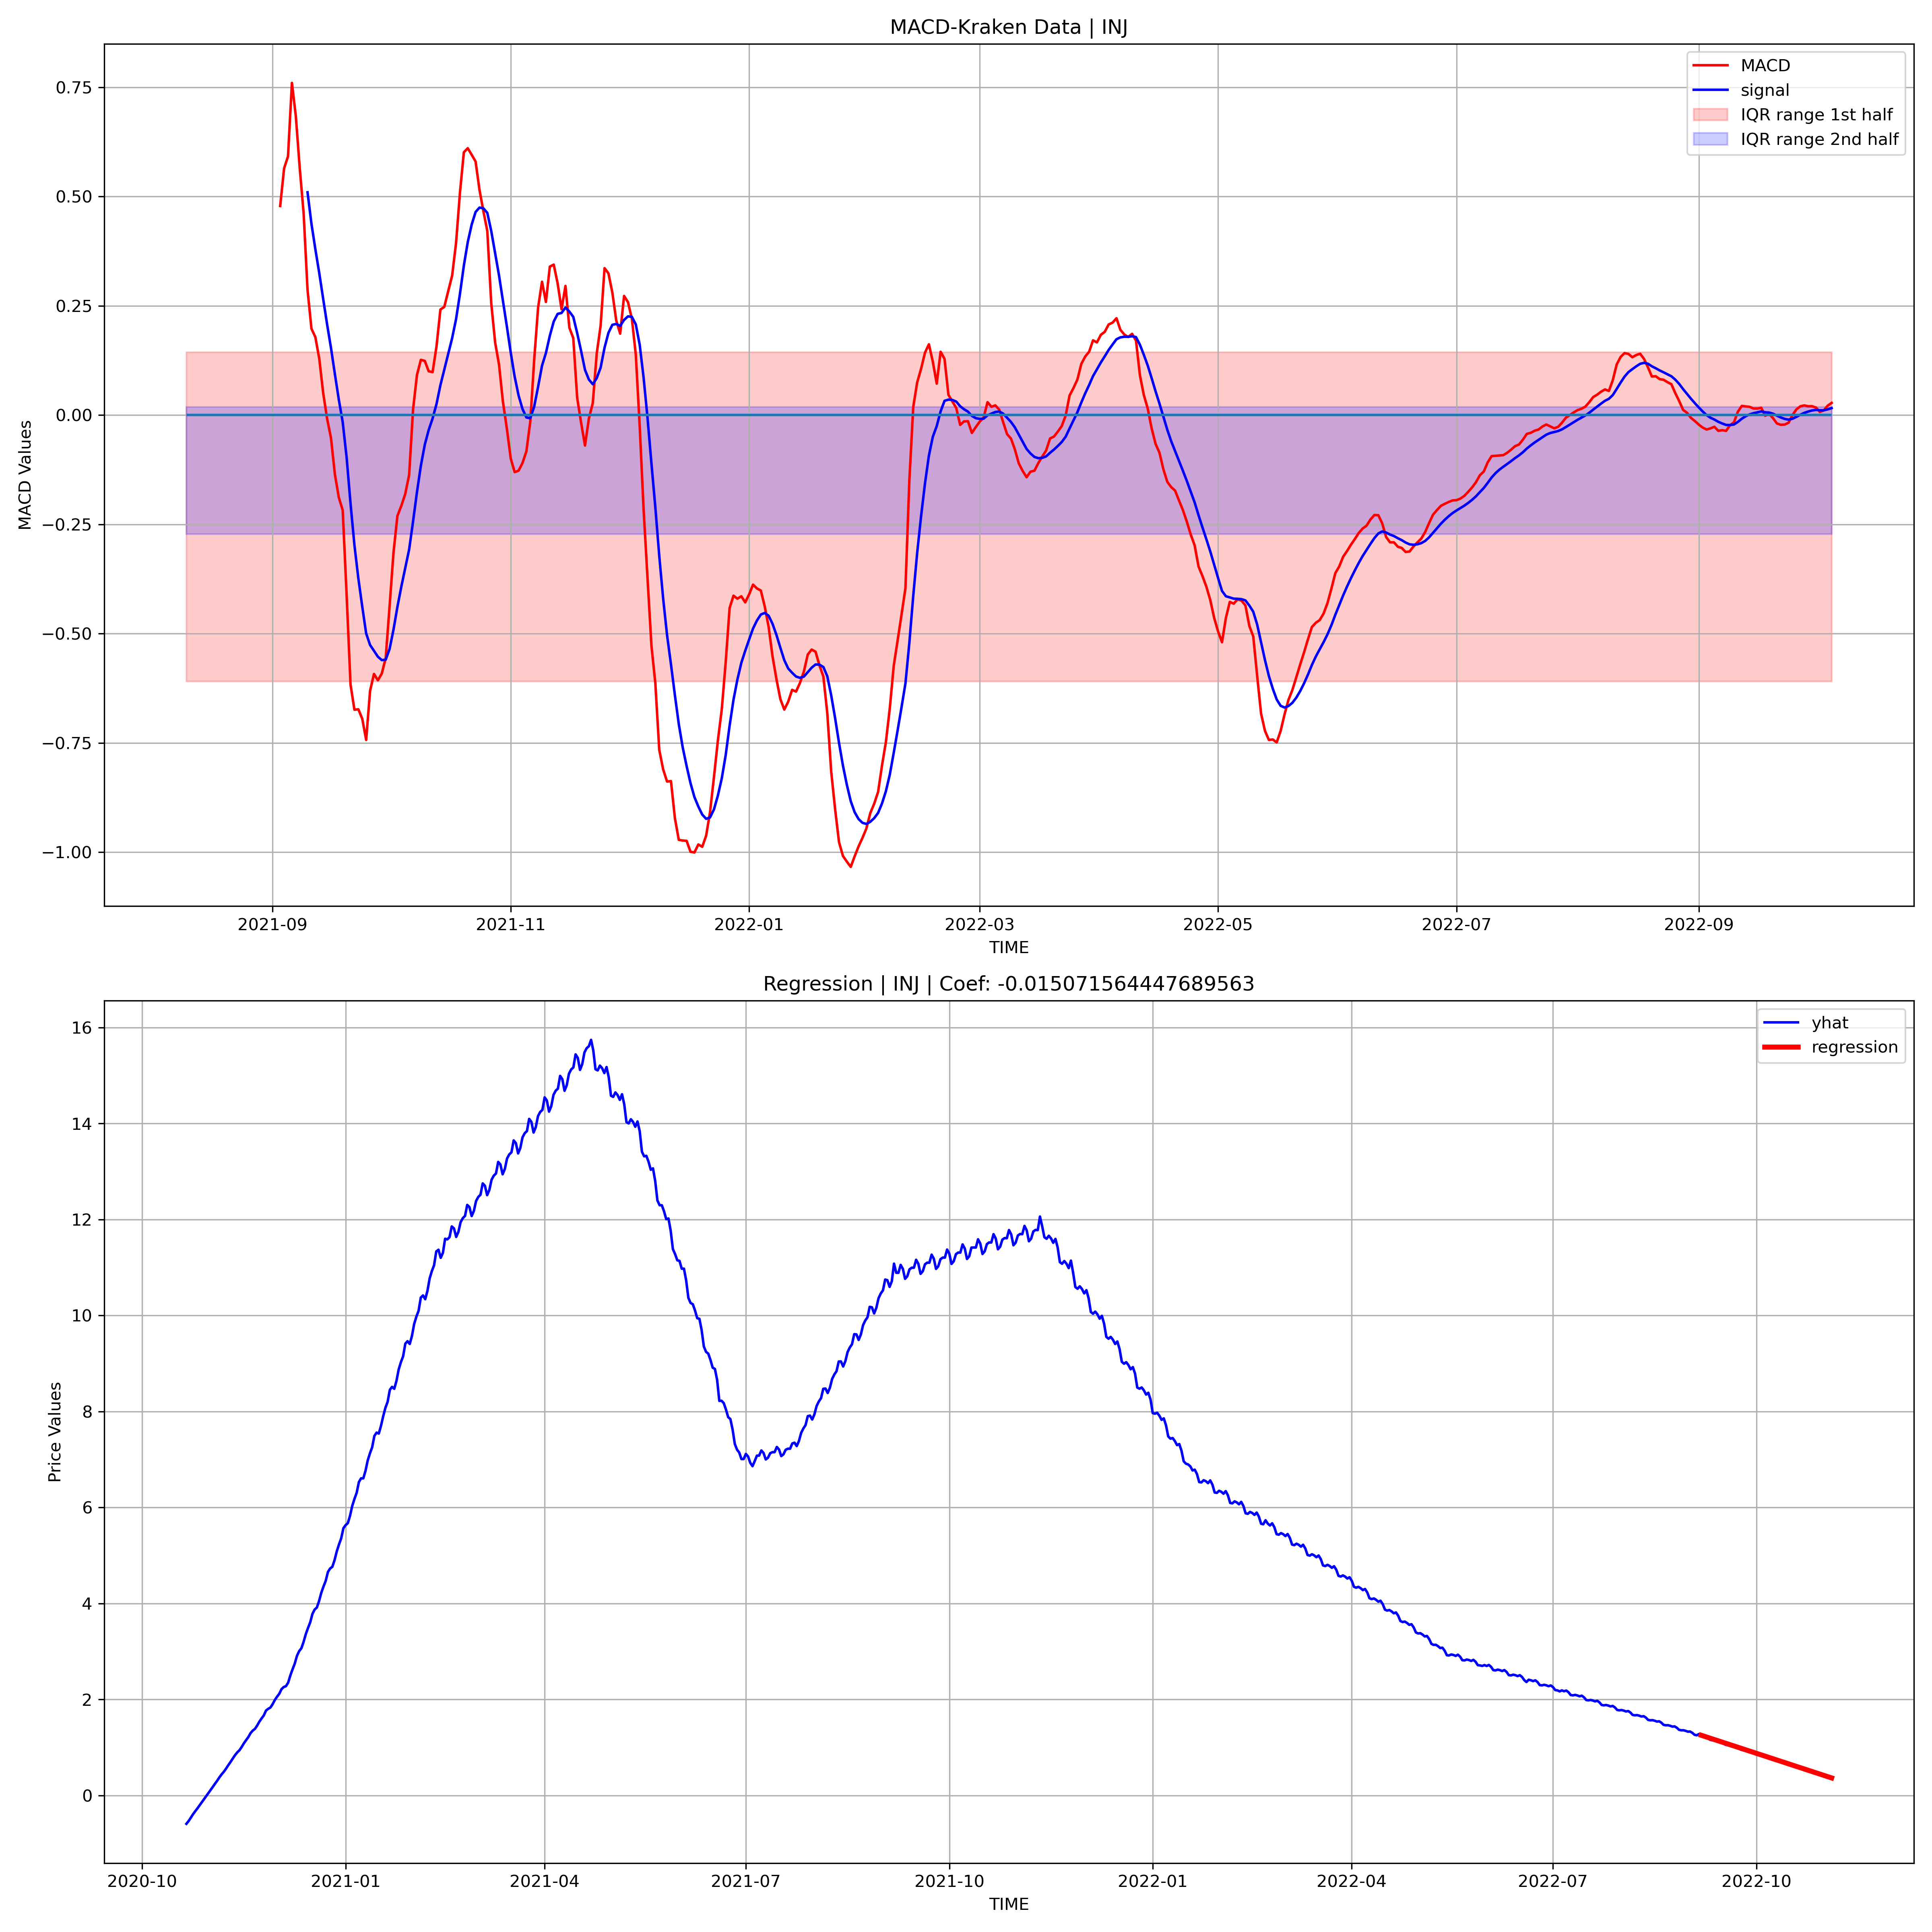 MACD-Kraken Data | INJ
MACD
signal
IQR range 1st half
IQR range 2nd half
MACD Values
0.75
0.50
0.25
0.00
−0.25
−0.50
−0.75
−1.00
2021-09 2021-11 2022-01 2022-03 2022-05 2022-07 2022-09
TIME
Regression | INJ | Coef: -0.015071564447689563
yhat
regression
Price Values
16
14
12
10
8
6
4
2
0
2020-10 2021-01 2021-04 2021-07 2021-10 2022-01 2022-04 2022-07 2022-10
TIME